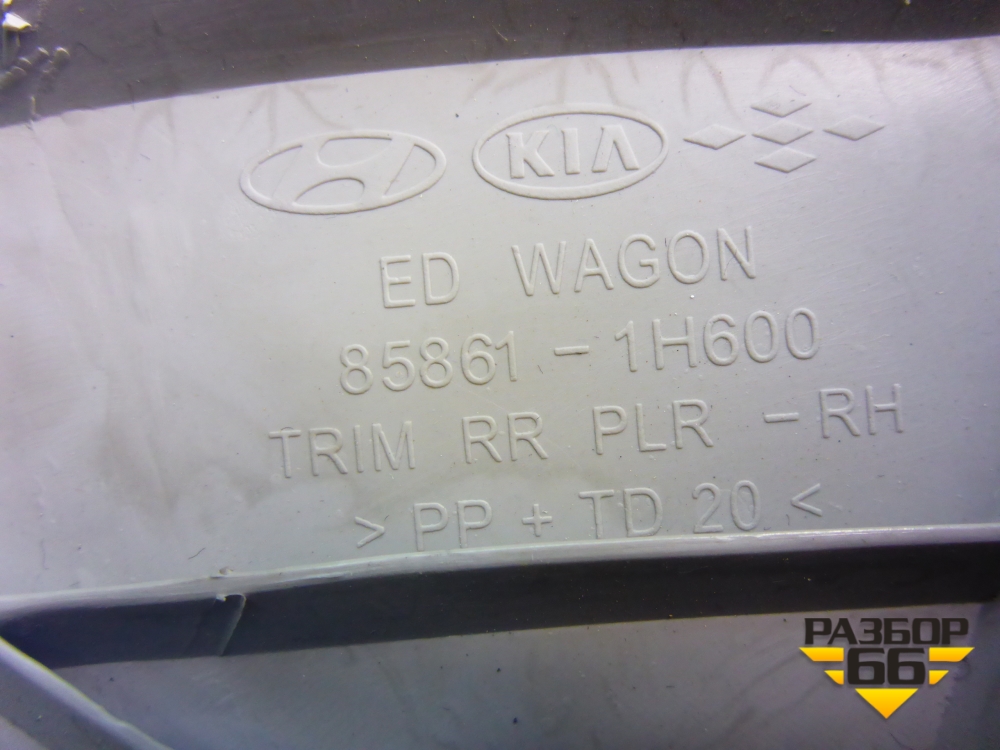 KIA
ED WAGON
85861 - 1H600
TRIM RR PLR - RH
> PP + TD 20 <
РАЗБОР
66